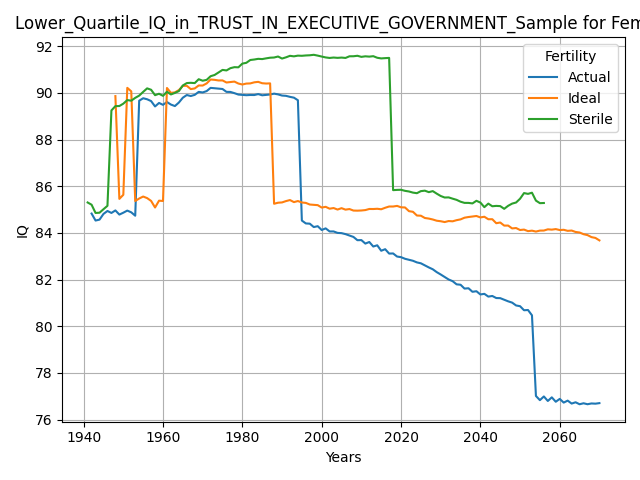 Lower_Quartile_IQ_in_TRUST_IN_EXECUTIVE_GOVERNMENT_Sample for Fem
Fertility
Actual
Ideal
Sterile
92
90
88
86
84
82
80
78
76
IQ
1940
1960
1980
2000
2020
2040
2060
Years